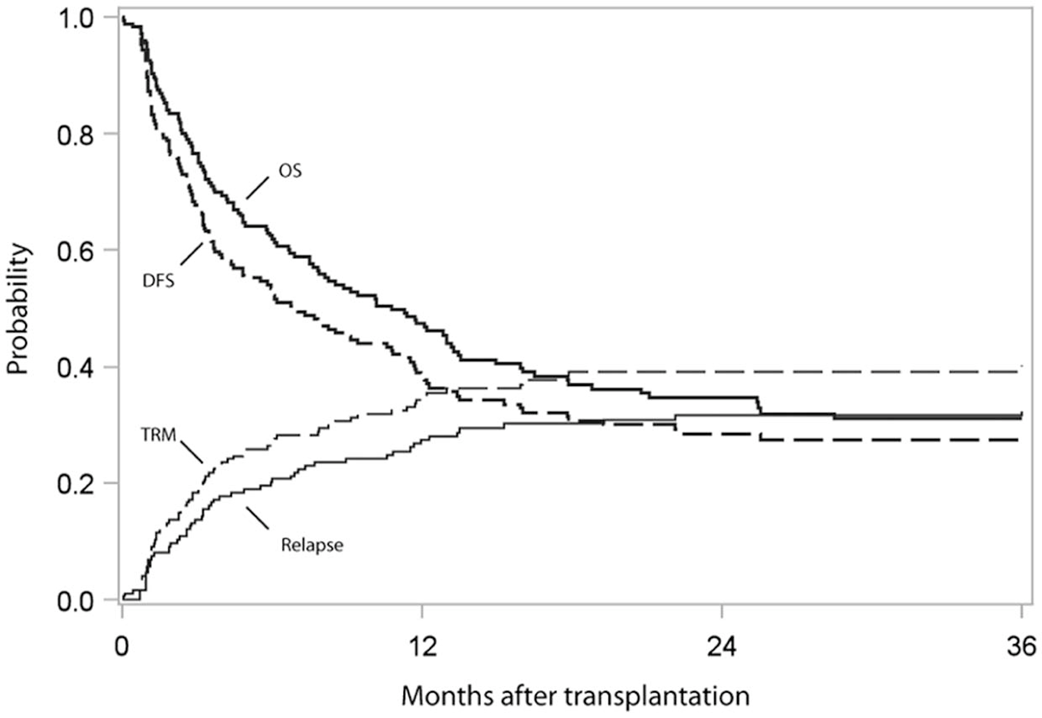 1.0
0.8
0.6
0.4
0.2
0.0
Probability
OS
DFS
TRM
Relapse
0 12 24 36
Months after transplantation